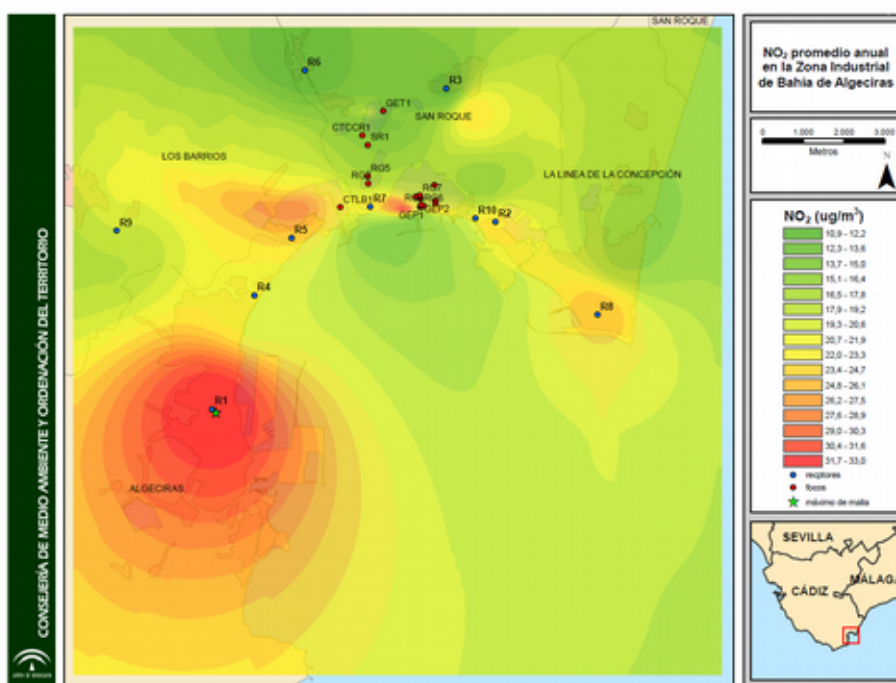 SAN ROQUE
R6
R3
GET1
SAN ROQUE
CTCCR1
SR1
LOS BARRIOS
RG5
RG7
LA LINEA DE LA CONCEPCIÓN
CTLB1
R7
GEP1
GEP2
R10
R2
R9
R5
R4
R8
R1
ALGECIRAS
CONSEJERÍA DE MEDIO AMBIENTE Y ORDENACIÓN DEL TERRITORIO
JUNTA DE ANDALUCIA
NO₂ promedio anual
en la Zona Industrial
de Bahía de Algeciras
0 1.000 2.000 3.000
Metros
N
NO₂ (ug/m³)
10,9 - 12,2
12,3 - 13,6
13,7 - 15,0
15,1 - 16,4
16,5 - 17,8
17,9 - 19,2
19,3 - 20,6
20,7 - 21,9
22,0 - 23,3
23,4 - 24,7
24,8 - 26,1
26,2 - 27,5
27,6 - 28,9
29,0 - 30,3
30,4 - 31,6
31,7 - 33,0
receptores
focos
máximo de malla
SEVILLA
CÁDIZ
MÁLAGA